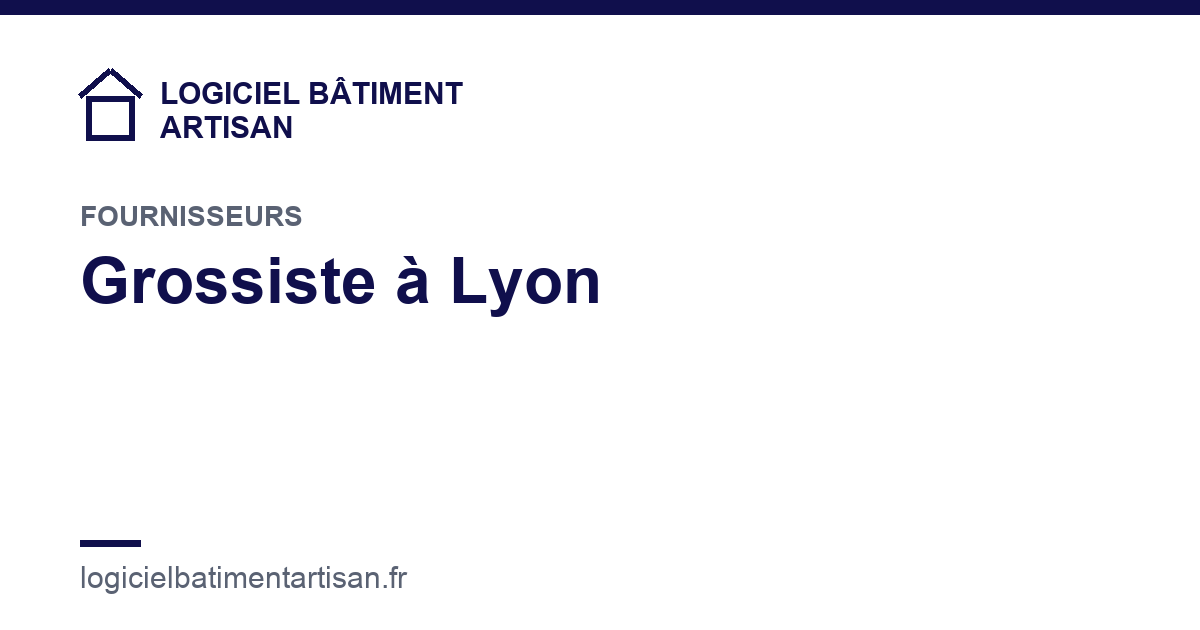 LOGICIEL BÂTIMENT
ARTISAN
FOURNISSEURS
Grossiste à Lyon
logicielbatimentartisan.fr